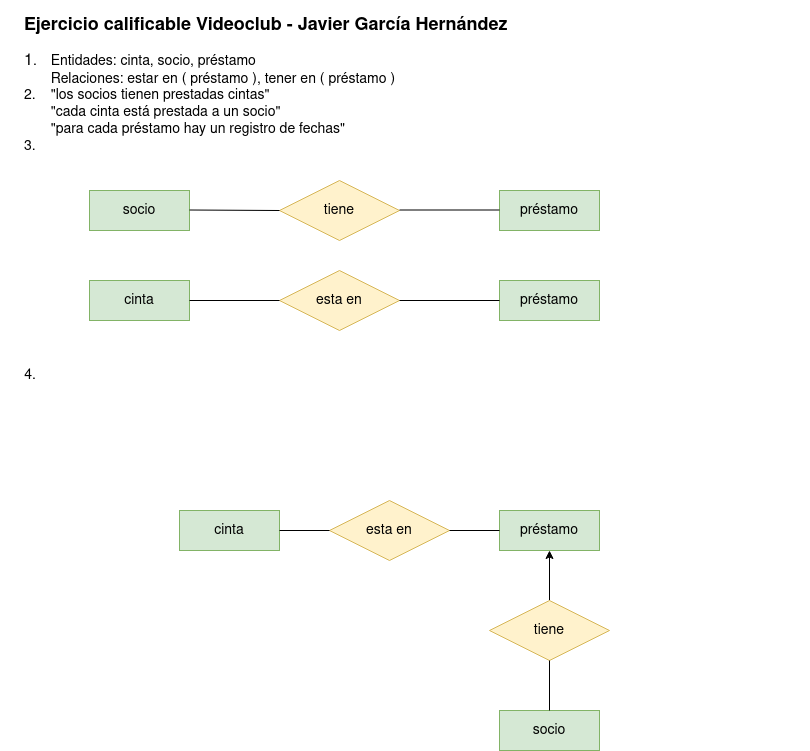 Ejercicio calificable Videoclub - Javier García Hernández
1. Entidades: cinta, socio, préstamo
Relaciones: estar en ( préstamo ), tener en ( préstamo )
2. "los socios tienen prestadas cintas"
"cada cinta está prestada a un socio"
"para cada préstamo hay un registro de fechas"
3.
socio tiene préstamo
cinta esta en préstamo
4.
cinta esta en préstamo
tiene
socio